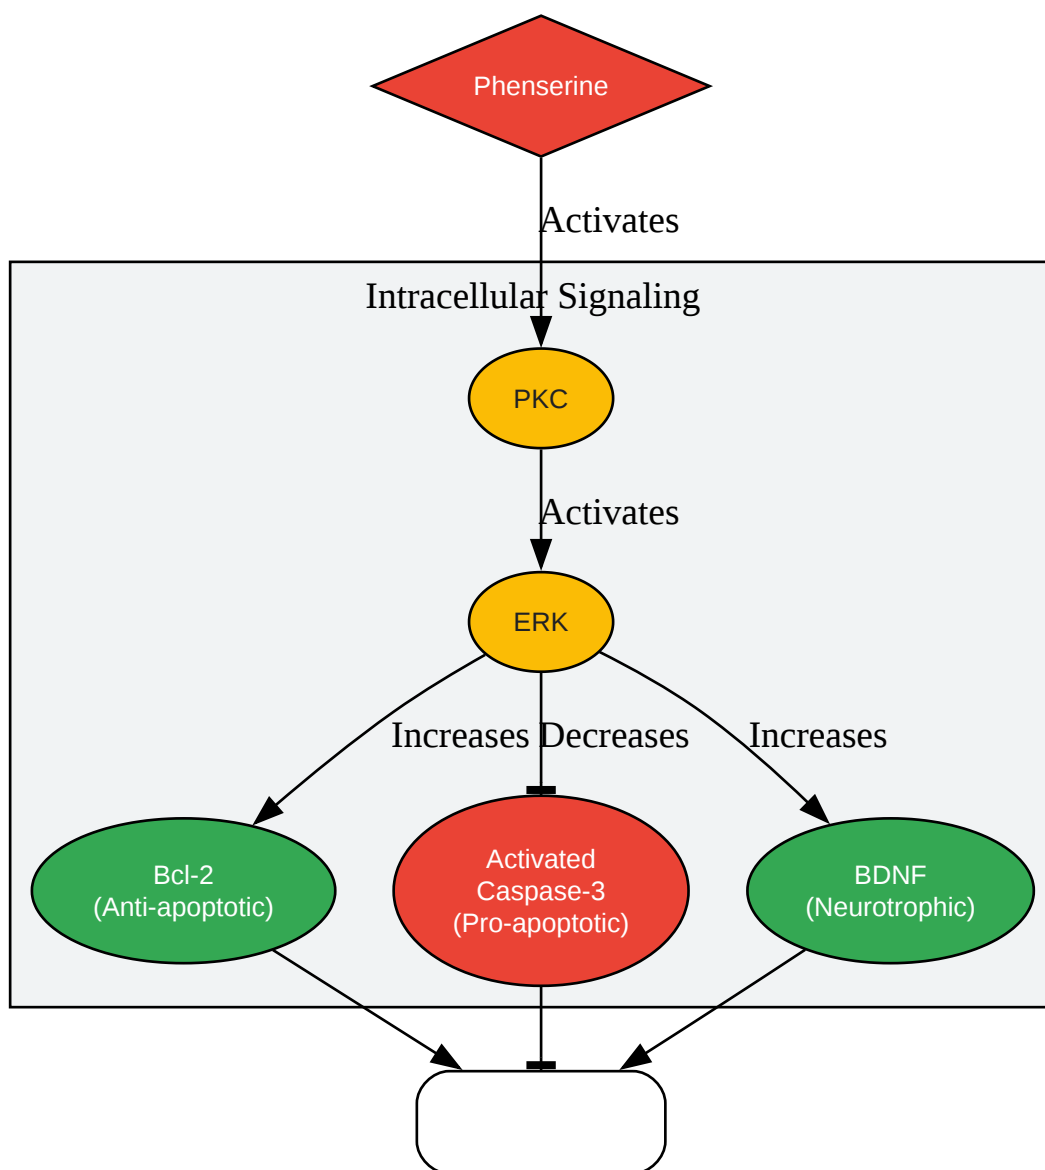 Phenserine
Activates
Intracellular Signaling
PKC
Activates
ERK
Increases
Decreases
Increases
Bcl-2
(Anti-apoptotic)
Activated
Caspase-3
(Pro-apoptotic)
BDNF
(Neurotrophic)